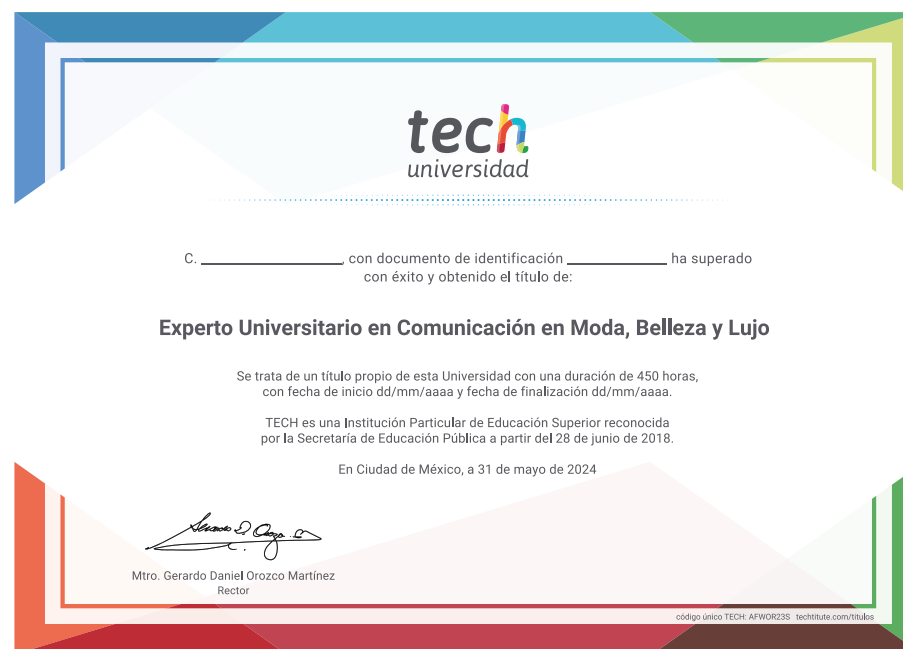 tech
universidad
C. ____________________, con documento de identificación ______________ ha superado
con éxito y obtenido el título de:
Experto Universitario en Comunicación en Moda, Belleza y Lujo
Se trata de un título propio de esta Universidad con una duración de 450 horas,
con fecha de inicio dd/mm/aaaa y fecha de finalización dd/mm/aaaa.
TECH es una Institución Particular de Educación Superior reconocida
por la Secretaría de Educación Pública a partir del 28 de junio de 2018.
En Ciudad de México, a 31 de mayo de 2024
Mtro. Gerardo Daniel Orozco Martínez
Rector
código único TECH: AFWOR23S techtitute.com/titulos